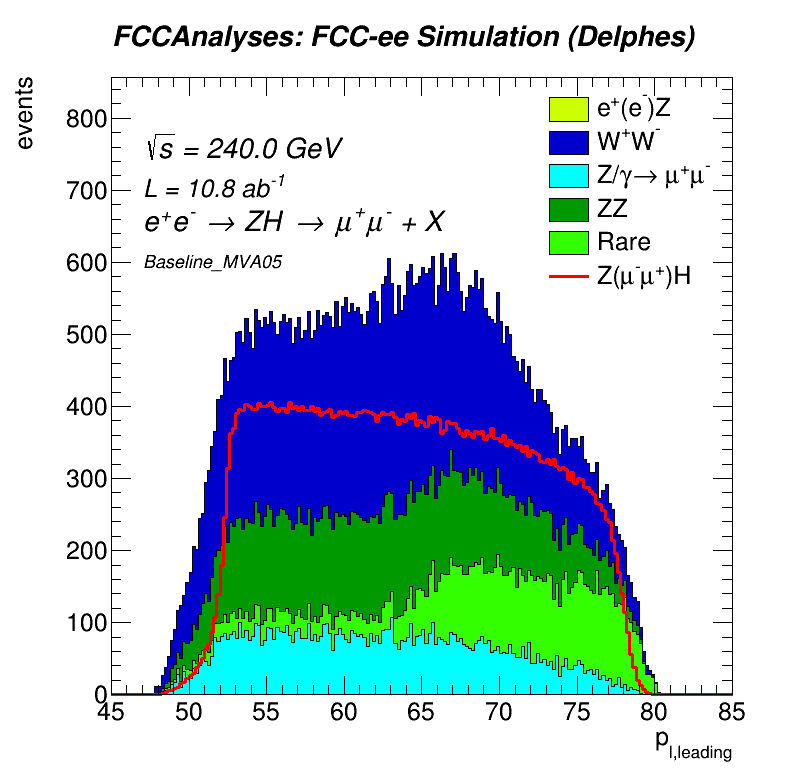 FCCAnalyses: FCC-ee Simulation (Delphes)
events
√s = 240.0 GeV
L = 10.8 ab⁻¹
e⁺e⁻ → ZH → μ⁺μ⁻ + X
Baseline_MVA05
e⁺(e⁻)Z
W⁺W⁻
Z/γ→ μ⁺μ⁻
ZZ
Rare
Z(μ⁻μ⁺)H
800
700
600
500
400
300
200
100
0
45 50 55 60 65 70 75 80 85
p_l,leading